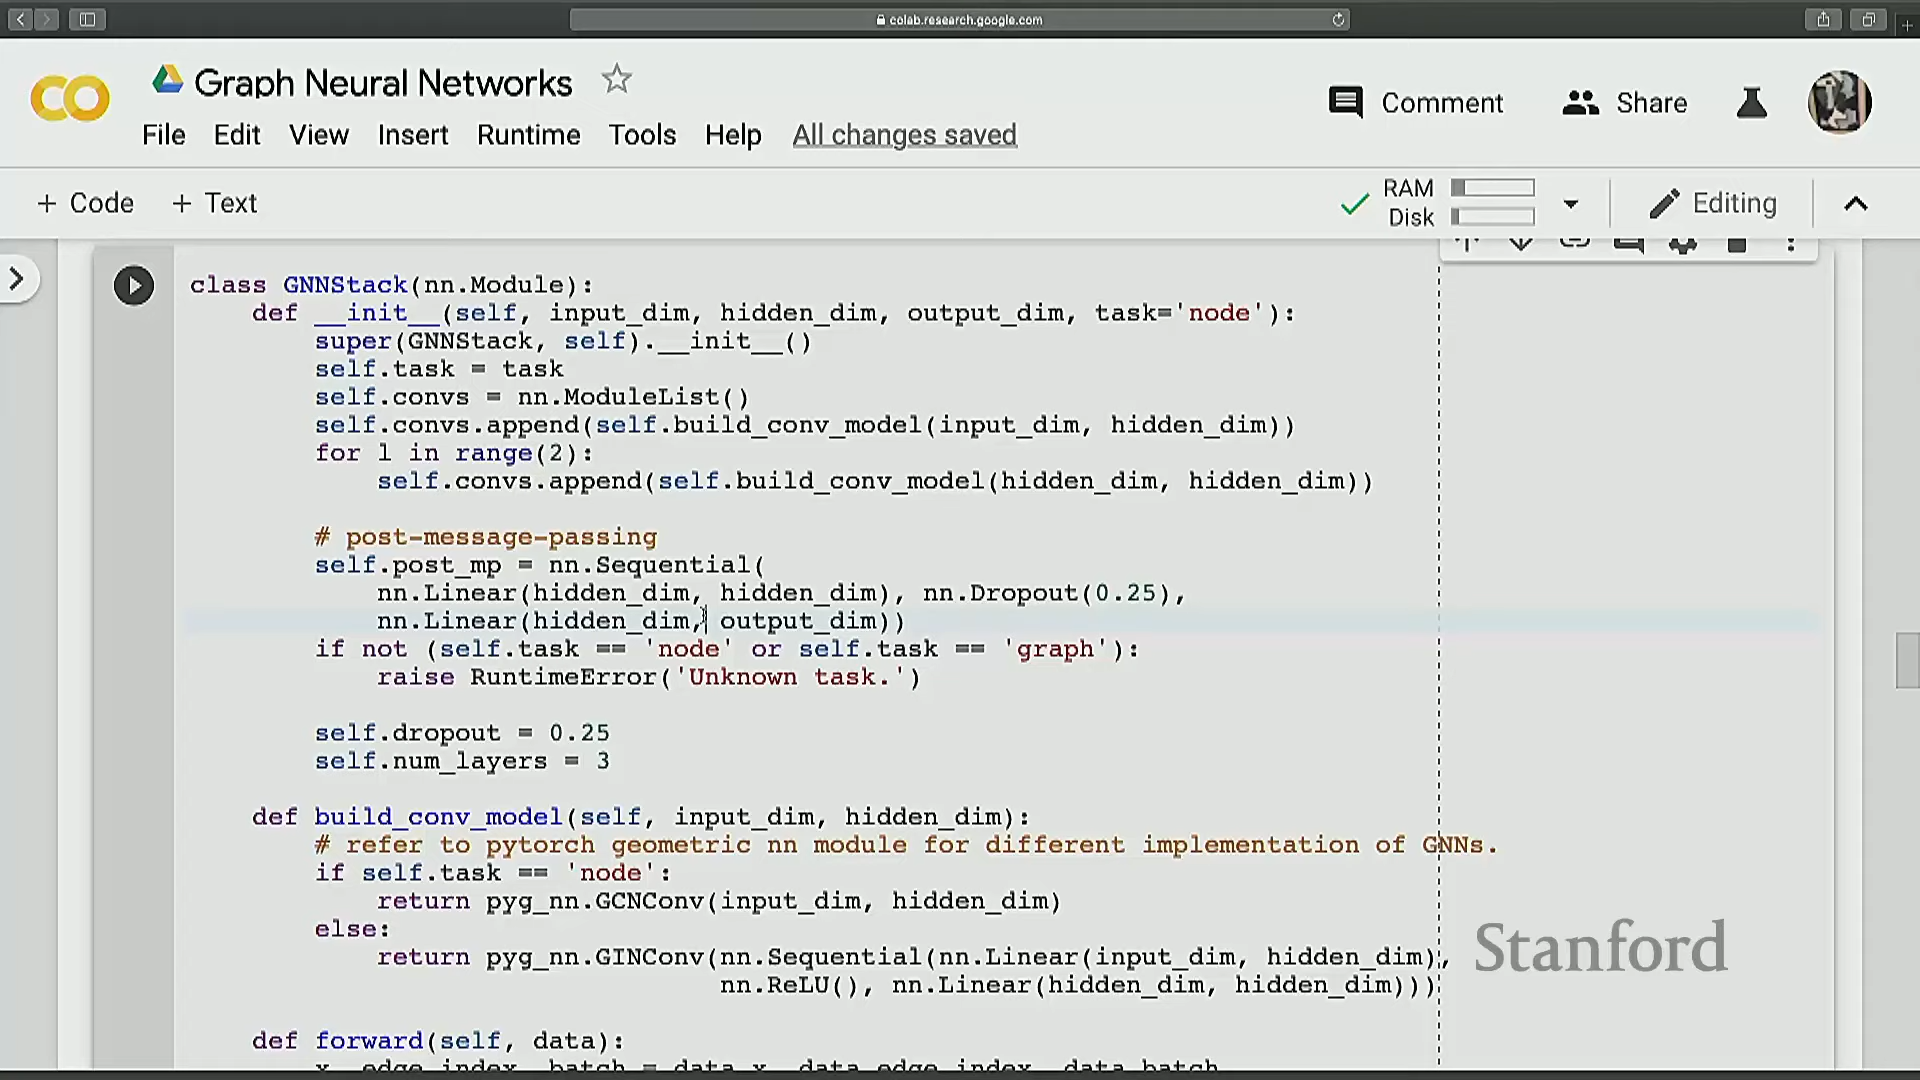 colab.research.google.com
CO Graph Neural Networks
File Edit View Insert Runtime Tools Help All changes saved
Comment Share
+ Code + Text
RAM
Disk
Editing
class GNNStack(nn.Module):
    def __init__(self, input_dim, hidden_dim, output_dim, task='node'):
        super(GNNStack, self).__init__()
        self.task = task
        self.convs = nn.ModuleList()
        self.convs.append(self.build_conv_model(input_dim, hidden_dim))
        for l in range(2):
            self.convs.append(self.build_conv_model(hidden_dim, hidden_dim))
        # post-message-passing
        self.post_mp = nn.Sequential(
            nn.Linear(hidden_dim, hidden_dim), nn.Dropout(0.25),
            nn.Linear(hidden_dim, output_dim))
        if not (self.task == 'node' or self.task == 'graph'):
            raise RuntimeError('Unknown task.')
        self.dropout = 0.25
        self.num_layers = 3
    def build_conv_model(self, input_dim, hidden_dim):
        # refer to pytorch geometric nn module for different implementation of GNNs.
        if self.task == 'node':
            return pyg_nn.GCNConv(input_dim, hidden_dim)
        else:
            return pyg_nn.GINConv(nn.Sequential(nn.Linear(input_dim, hidden_dim),
                                  nn.ReLU(), nn.Linear(hidden_dim, hidden_dim)))
    def forward(self, data):
        x, edge_index, batch = data.x, data.edge_index, data.batch
Stanford